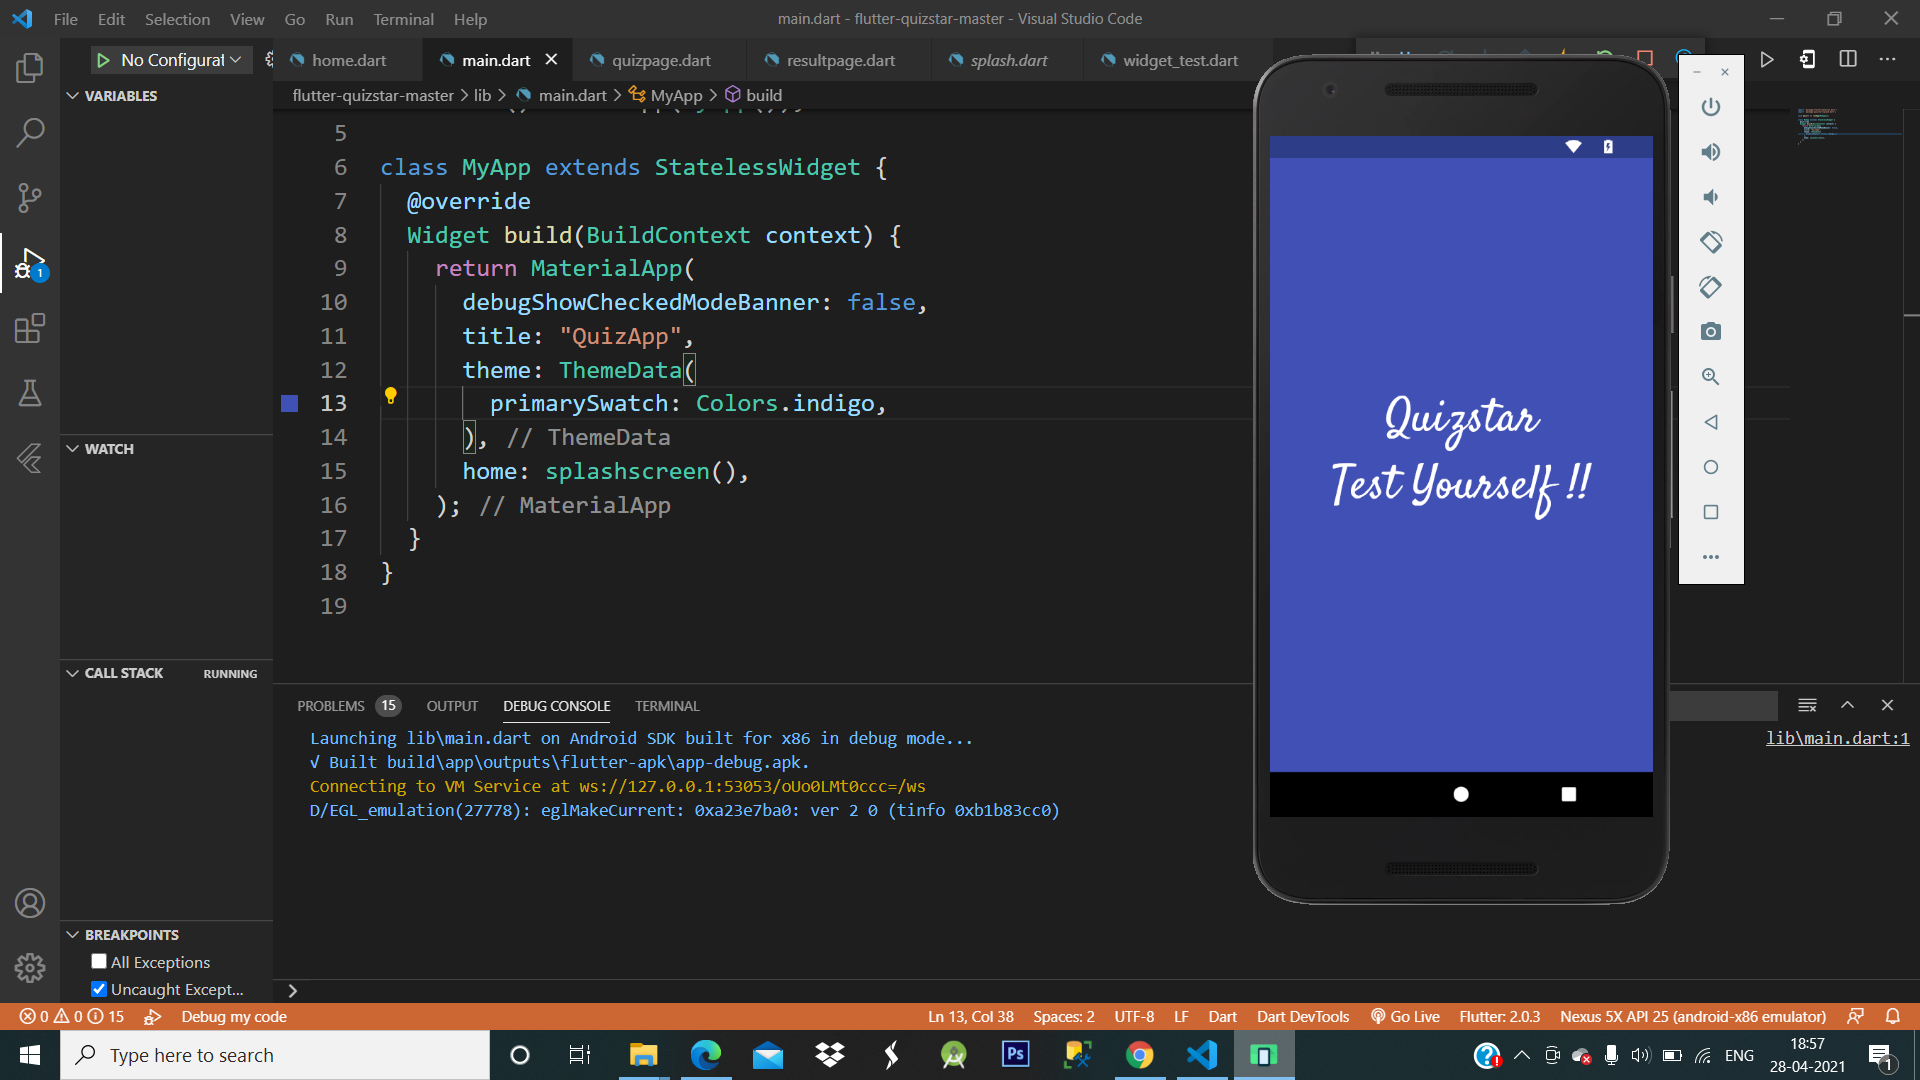 File Edit Selection View Go Run Terminal Help
main.dart - flutter-quizstar-master - Visual Studio Code
No Configurat
home.dart main.dart quizpage.dart resultpage.dart splash.dart widget_test.dart
flutter-quizstar-master > lib > main.dart > MyApp > build
VARIABLES
5
6 class MyApp extends StatelessWidget {
7 @override
8 Widget build(BuildContext context) {
9 return MaterialApp(
10 debugShowCheckedModeBanner: false,
11 title: "QuizApp",
12 theme: ThemeData(
13 primarySwatch: Colors.indigo,
14 ), // ThemeData
15 home: splashscreen(),
16 ); // MaterialApp
17 }
18 }
19
Quizstar
Test Yourself !!
1
WATCH
CALL STACK RUNNING
PROBLEMS 15 OUTPUT DEBUG CONSOLE TERMINAL
Launching lib\main.dart on Android SDK built for x86 in debug mode...
lib\main.dart:1
√ Built build\app\outputs\flutter-apk\app-debug.apk.
Connecting to VM Service at ws://127.0.0.1:53053/oUo0LMt0ccc=/ws
D/EGL_emulation(27778): eglMakeCurrent: 0xa23e7ba0: ver 2 0 (tinfo 0xb1b83cc0)
BREAKPOINTS
All Exceptions
Uncaught Except...
0 0 15 Debug my code
Ln 13, Col 38 Spaces: 2 UTF-8 LF Dart Dart DevTools Go Live Flutter: 2.0.3 Nexus 5X API 25 (android-x86 emulator)
Type here to search
Ps
ENG
18:57
28-04-2021
1